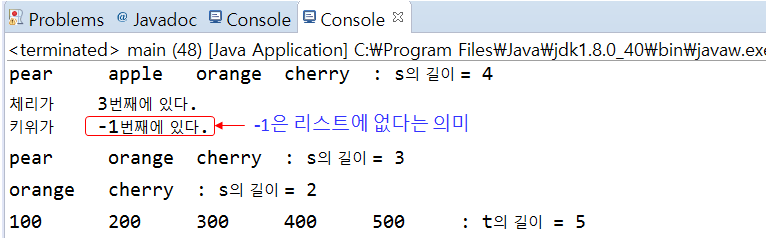 Problems @ Javadoc Console Console
<terminated> main (48) [Java Application] C:₩Program Files₩Java₩jdk1.8.0_40₩bin₩javaw.exe
pear apple orange cherry : s의 길이 = 4
체리가 3번째에 있다.
키위가 -1번째에 있다. -1은 리스트에 없다는 의미
pear orange cherry : s의 길이 = 3
orange cherry : s의 길이 = 2
100 200 300 400 500 : t의 길이 = 5